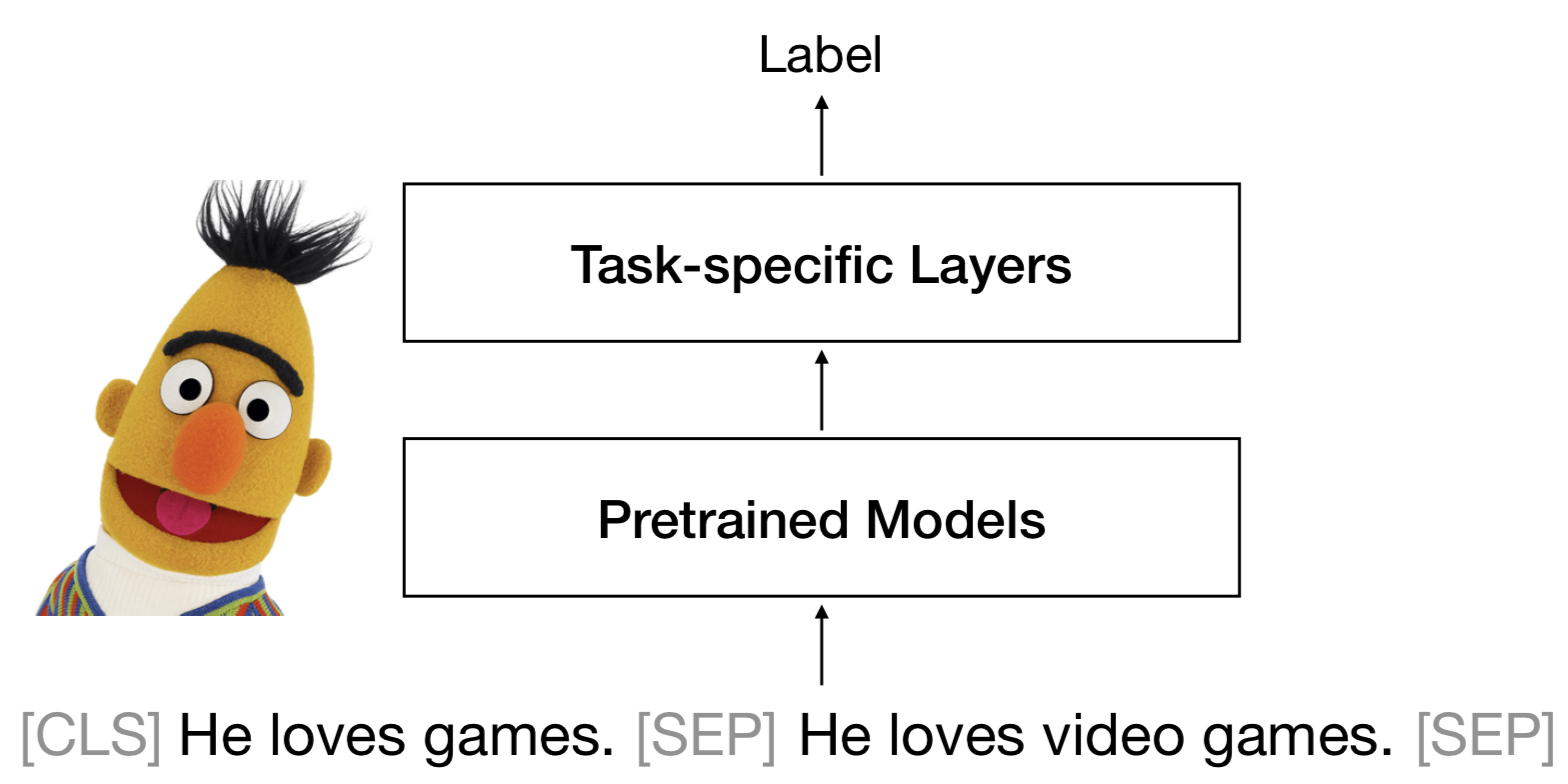 Label
Task-specific Layers
Pretrained Models
[CLS] He loves games. [SEP] He loves video games. [SEP]